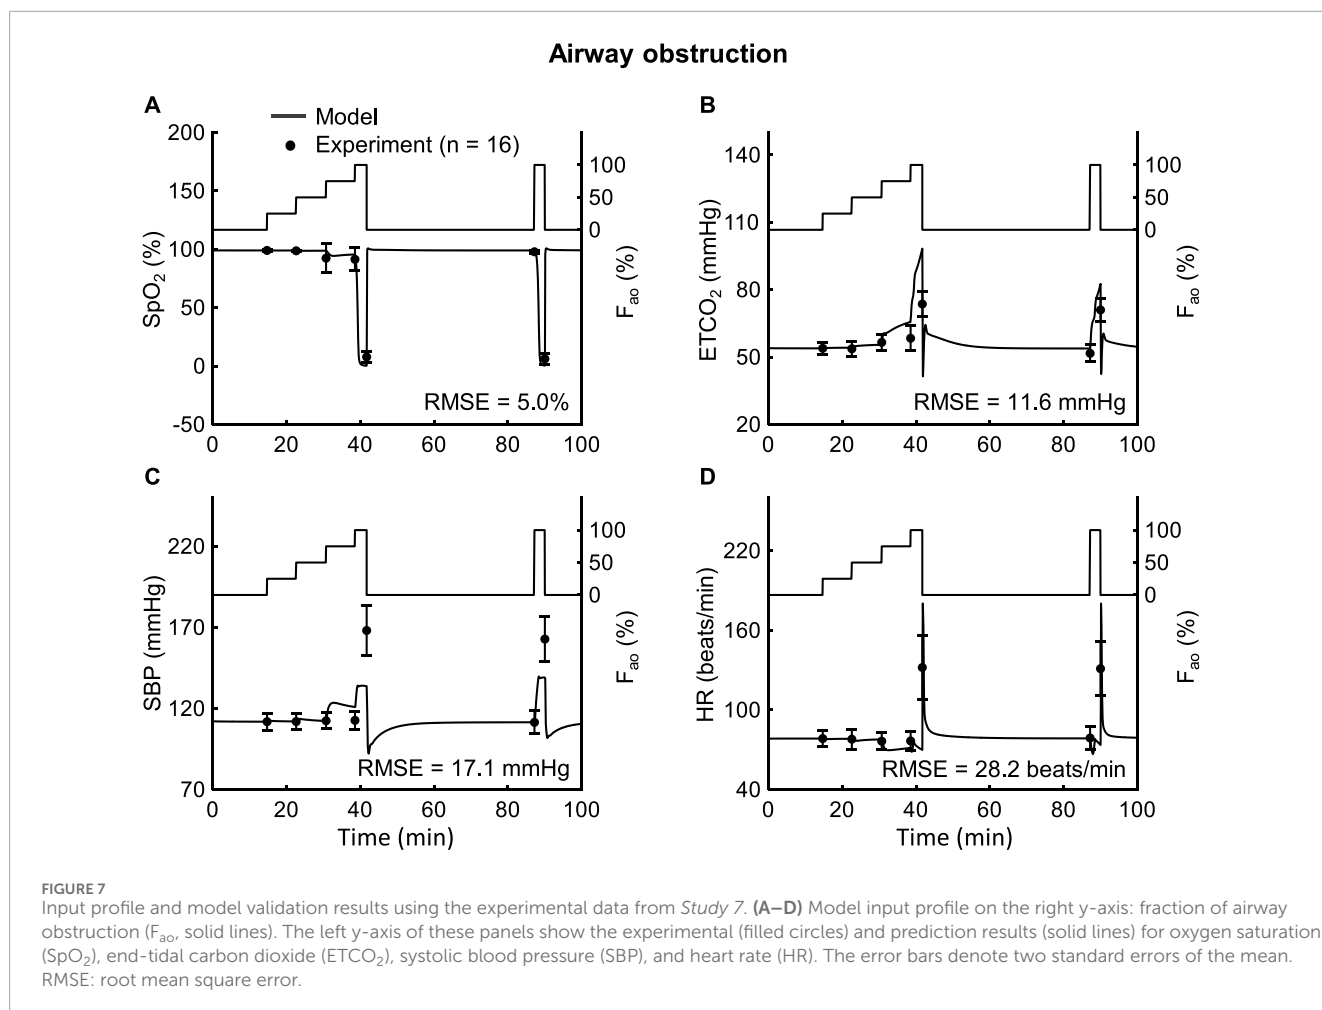 Airway obstruction
A
Model
Experiment (n = 16)
200
150
100
50
0
-50
SpO2 (%)
100
50
0
Fao (%)
RMSE = 5.0%
0 20 40 60 80 100
B
140
110
80
50
20
ETCO2 (mmHg)
100
50
0
Fao (%)
RMSE = 11.6 mmHg
0 20 40 60 80 100
C
220
170
120
70
SBP (mmHg)
100
50
0
Fao (%)
RMSE = 17.1 mmHg
0 20 40 60 80 100
Time (min)
D
220
160
100
40
HR (beats/min)
100
50
0
Fao (%)
RMSE = 28.2 beats/min
0 20 40 60 80 100
Time (min)
FIGURE 7
Input profile and model validation results using the experimental data from Study 7. (A–D) Model input profile on the right y-axis: fraction of airway
obstruction (Fao, solid lines). The left y-axis of these panels show the experimental (filled circles) and prediction results (solid lines) for oxygen saturation
(SpO2), end-tidal carbon dioxide (ETCO2), systolic blood pressure (SBP), and heart rate (HR). The error bars denote two standard errors of the mean.
RMSE: root mean square error.